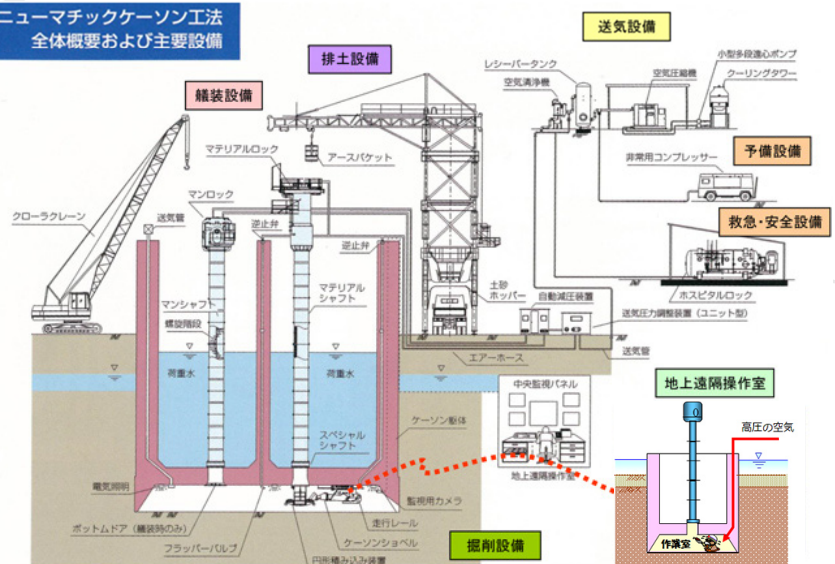 ニューマチックケーソン工法
全体概要および主要設備
送気設備
排土設備
艤装設備
レシーバータンク
空気清浄機
空気圧縮機
小型多段遠心ポンプ
クーリングタワー
マテリアルロック
アースバケット
予備設備
非常用コンプレッサー
マンロック
送気管
クローラクレーン
逆止弁
逆止弁
救急・安全設備
マンシャフト
マテリアル
シャフト
土砂
ホッパー
自動減圧装置
ホスピタルロック
送気圧力調整装置（ユニット型）
螺旋階段
エアーホース
送気管
荷重水
荷重水
中央監視パネル
地上遠隔操作室
ケーソン躯体
高圧の空気
スペシャル
シャフト
地上遠隔操作室
電気照明
監視用カメラ
ボットムドア（艤装時のみ）
走行レール
フラッパーバルブ
ケーソンショベル
円形積み込み装置
掘削設備
作業室